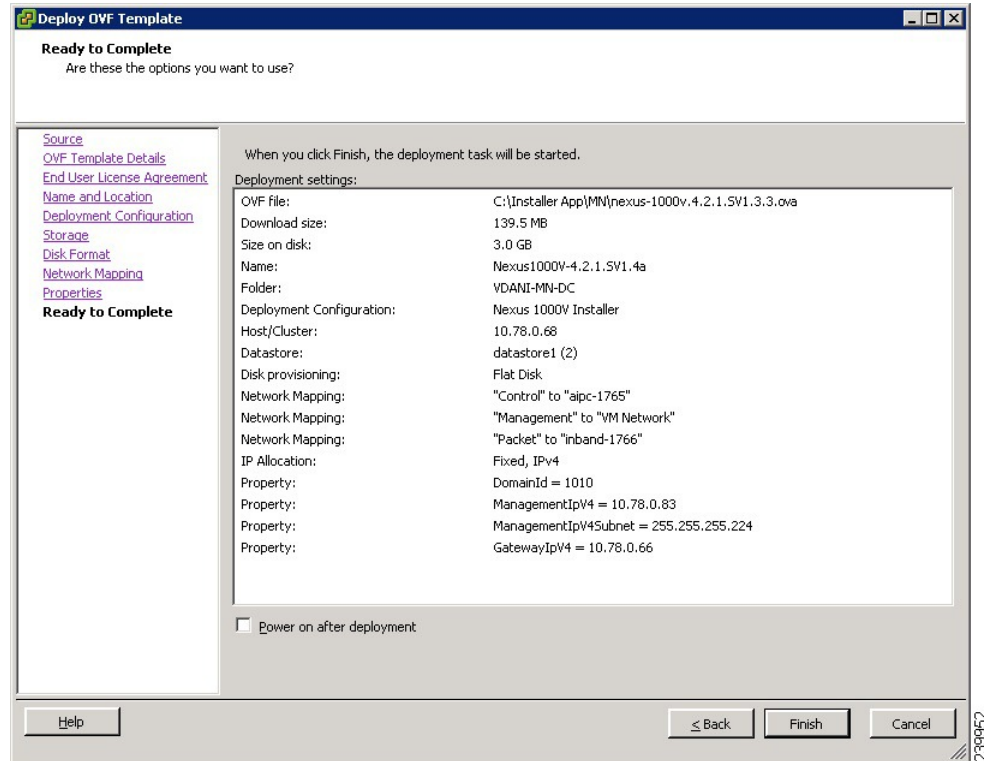 Deploy OVF Template
Ready to Complete
Are these the options you want to use?
Source
OVF Template Details
End User License Agreement
Name and Location
Deployment Configuration
Storage
Disk Format
Network Mapping
Properties
Ready to Complete
When you click Finish, the deployment task will be started.
Deployment settings:
OVF file: C:\Installer App\MN\nexus-1000v.4.2.1.SV1.3.3.ova
Download size: 139.5 MB
Size on disk: 3.0 GB
Name: Nexus1000V-4.2.1.SV1.4a
Folder: VDANI-MN-DC
Deployment Configuration: Nexus 1000V Installer
Host/Cluster: 10.78.0.68
Datastore: datastore1 (2)
Disk provisioning: Flat Disk
Network Mapping: "Control" to "aipc-1765"
Network Mapping: "Management" to "VM Network"
Network Mapping: "Packet" to "inband-1766"
IP Allocation: Fixed, IPv4
Property: DomainId = 1010
Property: ManagementIpV4 = 10.78.0.83
Property: ManagementIpV4Subnet = 255.255.255.224
Property: GatewayIpV4 = 10.78.0.66
Power on after deployment
Help
< Back
Finish
Cancel
239952